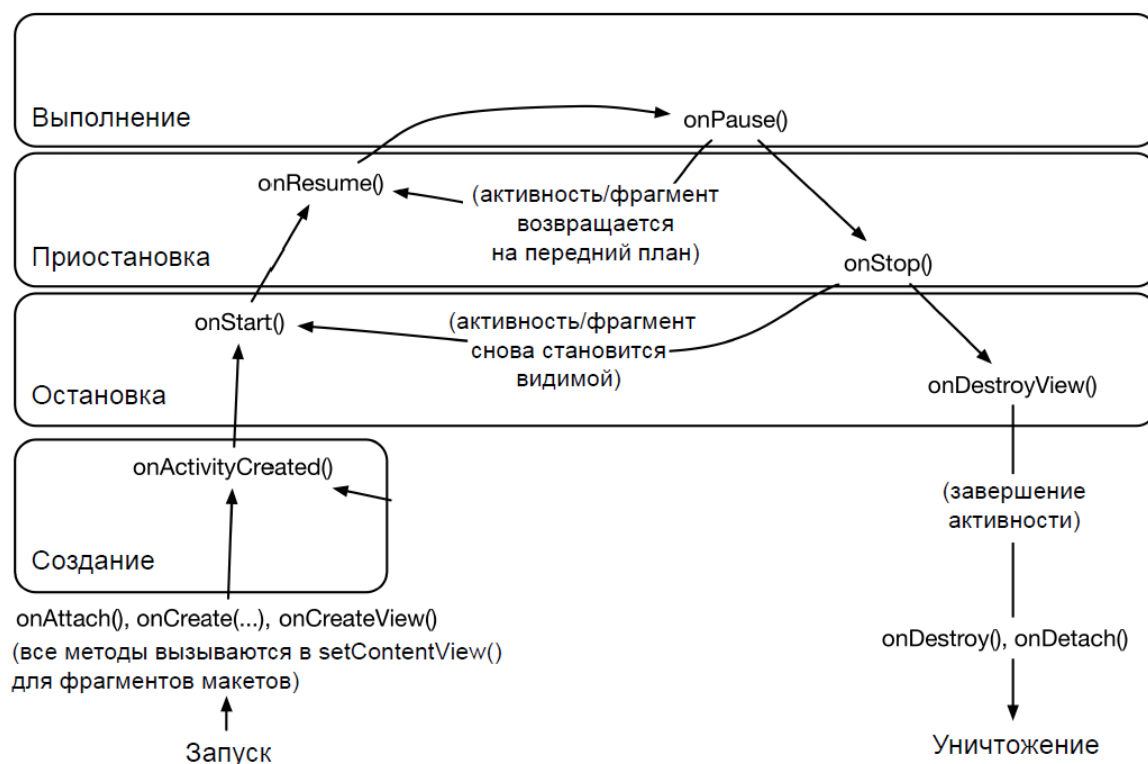 Выполнение
onPause()
onResume()
(активность/фрагмент
возвращается
на передний план)
Приостановка
onStop()
onStart()
(активность/фрагмент
снова становится
видимой)
Остановка
onDestroyView()
onActivityCreated()
(завершение
активности)
Создание
onAttach(), onCreate(...), onCreateView()
(все методы вызываются в setContentView()
для фрагментов макетов)
onDestroy(), onDetach()
Запуск
Уничтожение